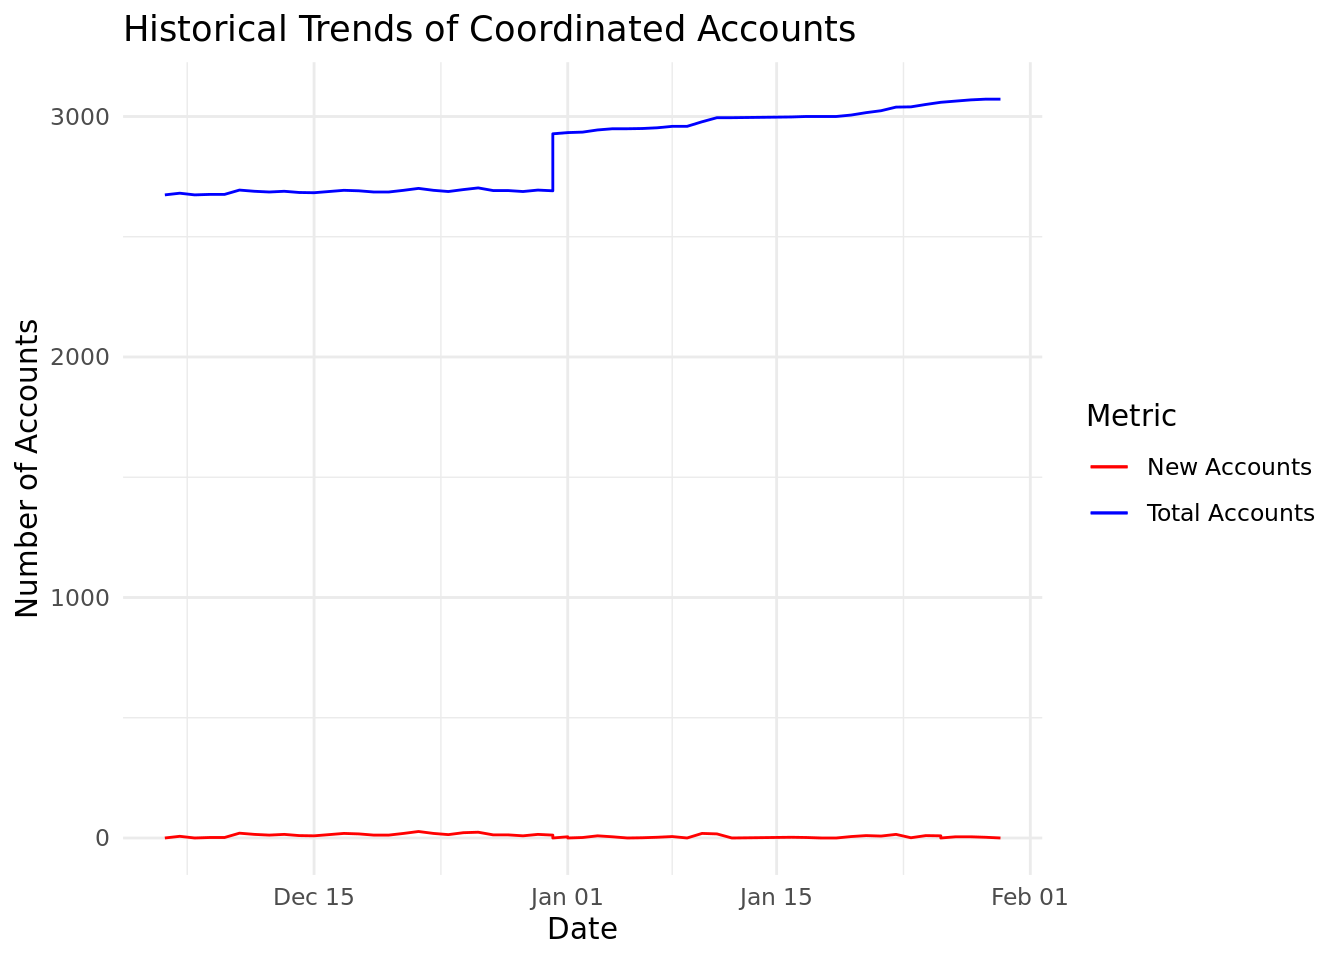 Historical Trends of Coordinated Accounts
Number of Accounts
3000
2000
1000
0
Dec 15
Jan 01
Jan 15
Feb 01
Date
Metric
New Accounts
Total Accounts